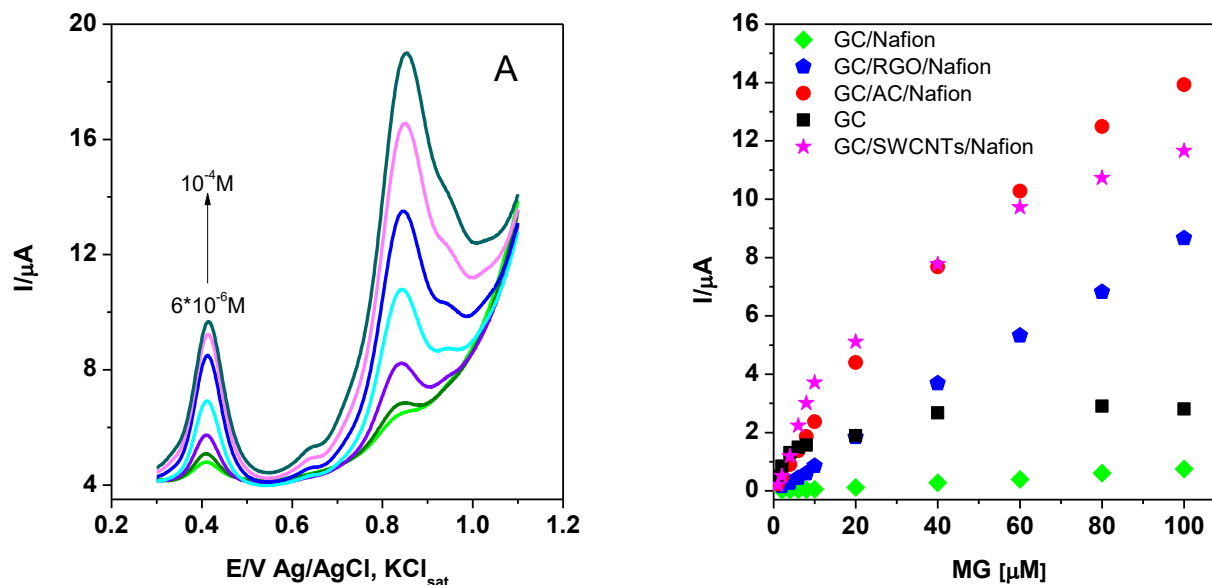 20
16
12
8
4
I/μA
A
10⁻⁴M
6*10⁻⁶M
0.2
0.4
0.6
0.8
1.0
1.2
E/V Ag/AgCl, KCl_sat
16
14
12
10
8
6
4
2
0
I/μA
GC/Nafion
GC/RGO/Nafion
GC/AC/Nafion
GC
GC/SWCNTs/Nafion
0
20
40
60
80
100
MG [μM]